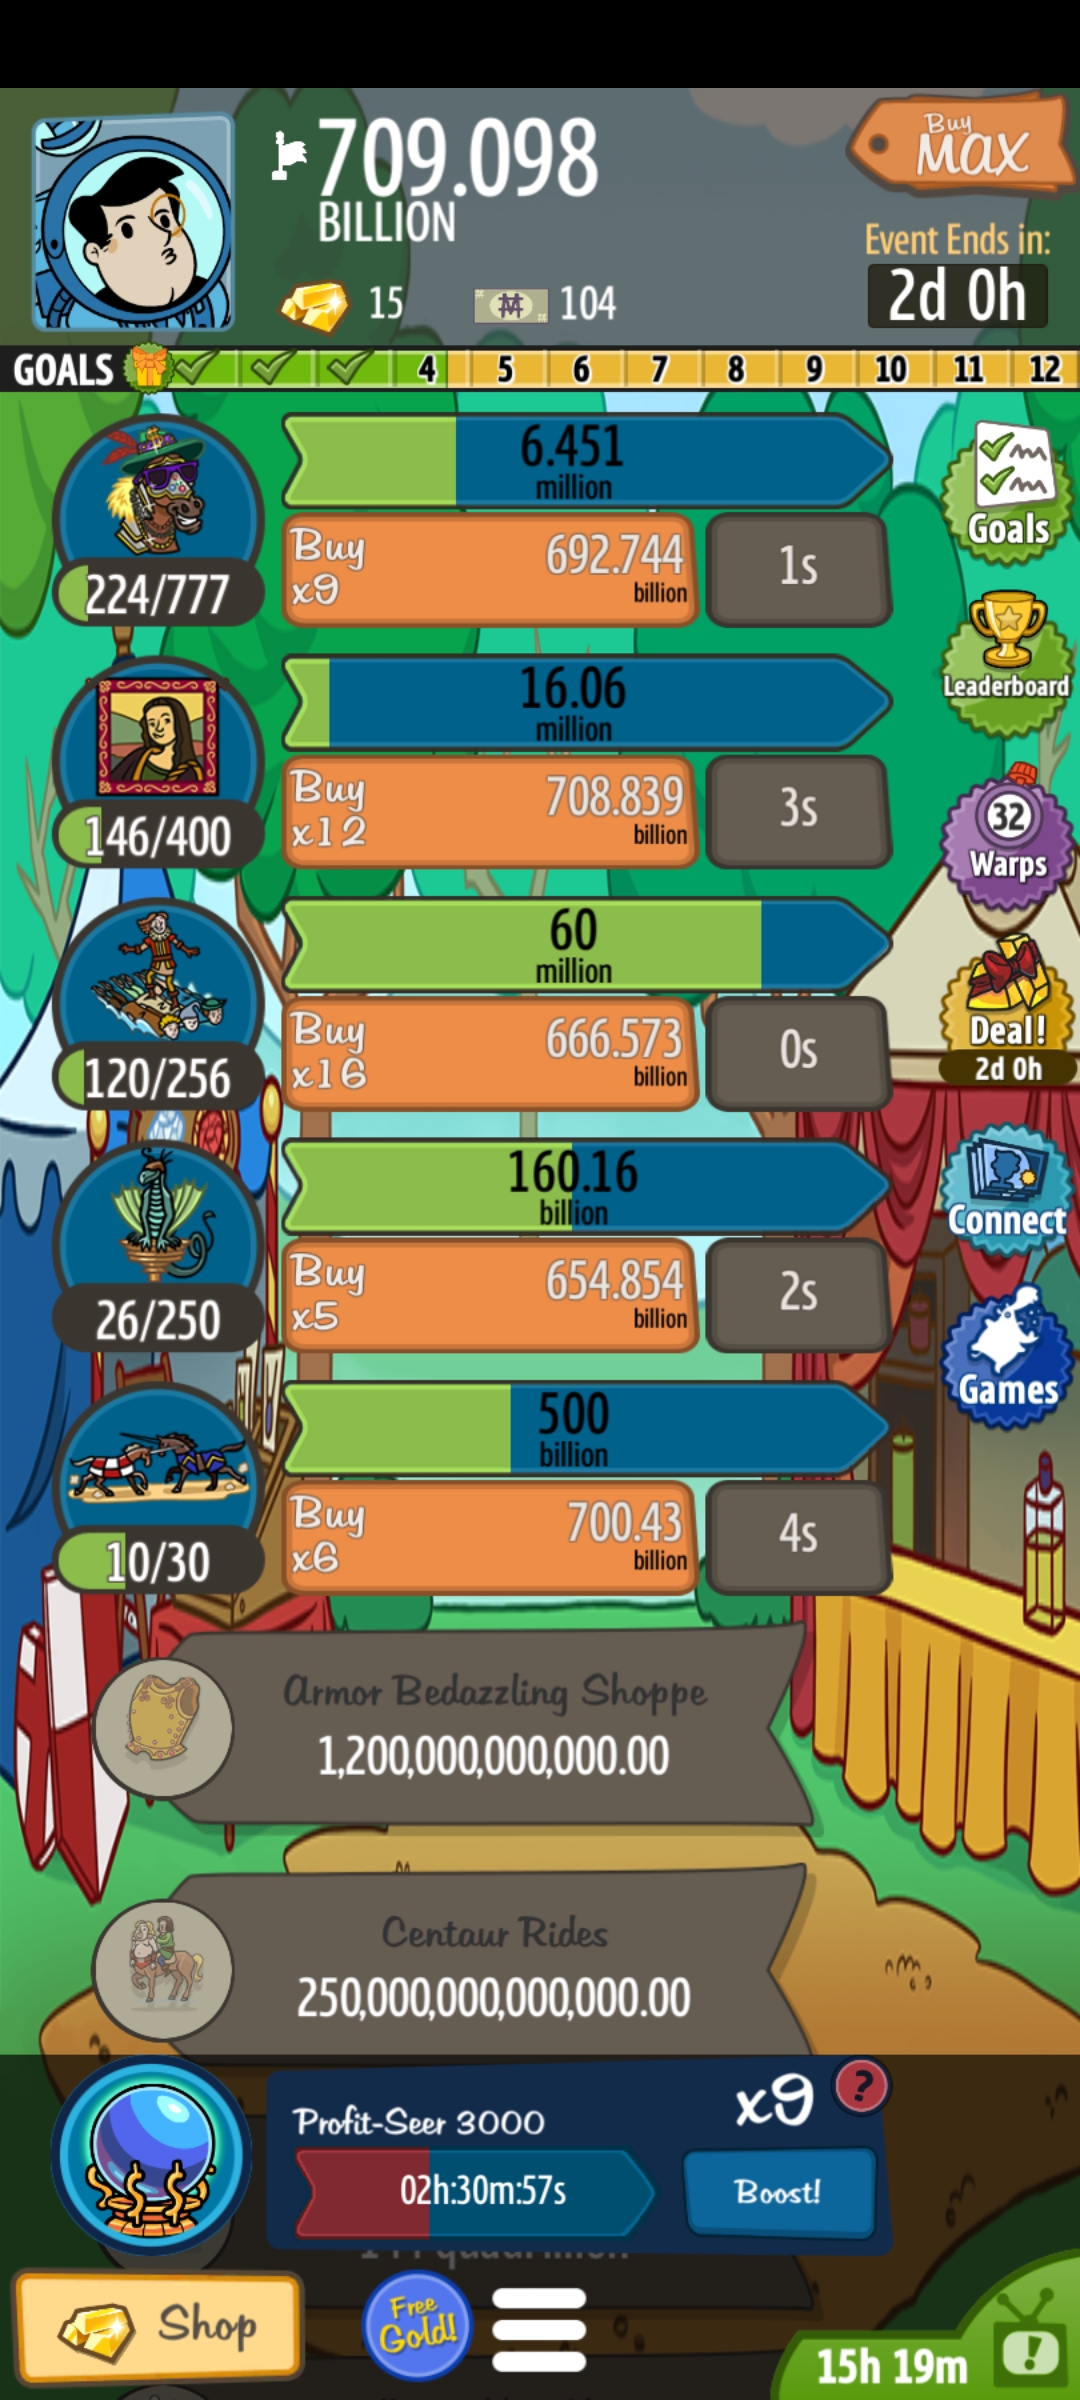 709.098
BILLION
Buy
MAX
15
104
Event Ends in:
2d 0h
GOALS 4 5 6 7 8 9 10 11 12
6.451
million
Buy
x9
692.744
billion
1s
224/777
Goals
Leaderboard
16.06
million
Buy
x12
708.839
billion
3s
146/400
32
Warps
60
million
Buy
x16
666.573
billion
0s
120/256
Deal!
2d 0h
160.16
billion
Buy
x5
654.854
billion
2s
26/250
Connect
500
billion
Buy
x6
700.43
billion
4s
10/30
Games
Armor Bedazzling Shoppe
1,200,000,000,000.00
Centaur Rides
250,000,000,000,000.00
Profit-Seer 3000
x9
?
02h:30m:57s
Boost!
Shop
Free
Gold!
15h 19m
!